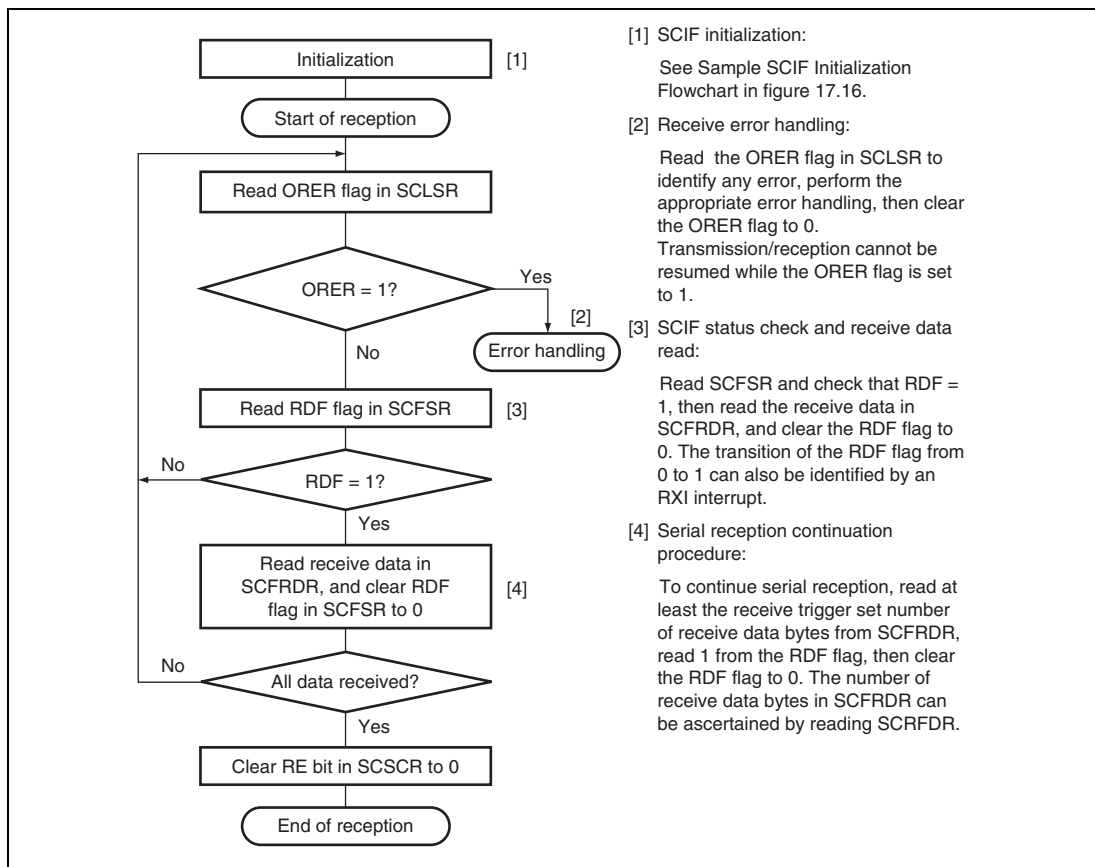 Initialization
[1]
Start of reception
Read ORER flag in SCLSR
ORER = 1?
Yes
[2]
Error handling
No
Read RDF flag in SCFSR
[3]
No
RDF = 1?
Yes
Read receive data in
SCFRDR, and clear RDF
flag in SCFSR to 0
[4]
No
All data received?
Yes
Clear RE bit in SCSCR to 0
End of reception
[1] SCIF initialization:
See Sample SCIF Initialization
Flowchart in figure 17.16.
[2] Receive error handling:
Read the ORER flag in SCLSR to
identify any error, perform the
appropriate error handling, then clear
the ORER flag to 0.
Transmission/reception cannot be
resumed while the ORER flag is set
to 1.
[3] SCIF status check and receive data
read:
Read SCFSR and check that RDF =
1, then read the receive data in
SCFRDR, and clear the RDF flag to
0. The transition of the RDF flag from
0 to 1 can also be identified by an
RXI interrupt.
[4] Serial reception continuation
procedure:
To continue serial reception, read at
least the receive trigger set number
of receive data bytes from SCFRDR,
read 1 from the RDF flag, then clear
the RDF flag to 0. The number of
receive data bytes in SCFRDR can
be ascertained by reading SCRFDR.